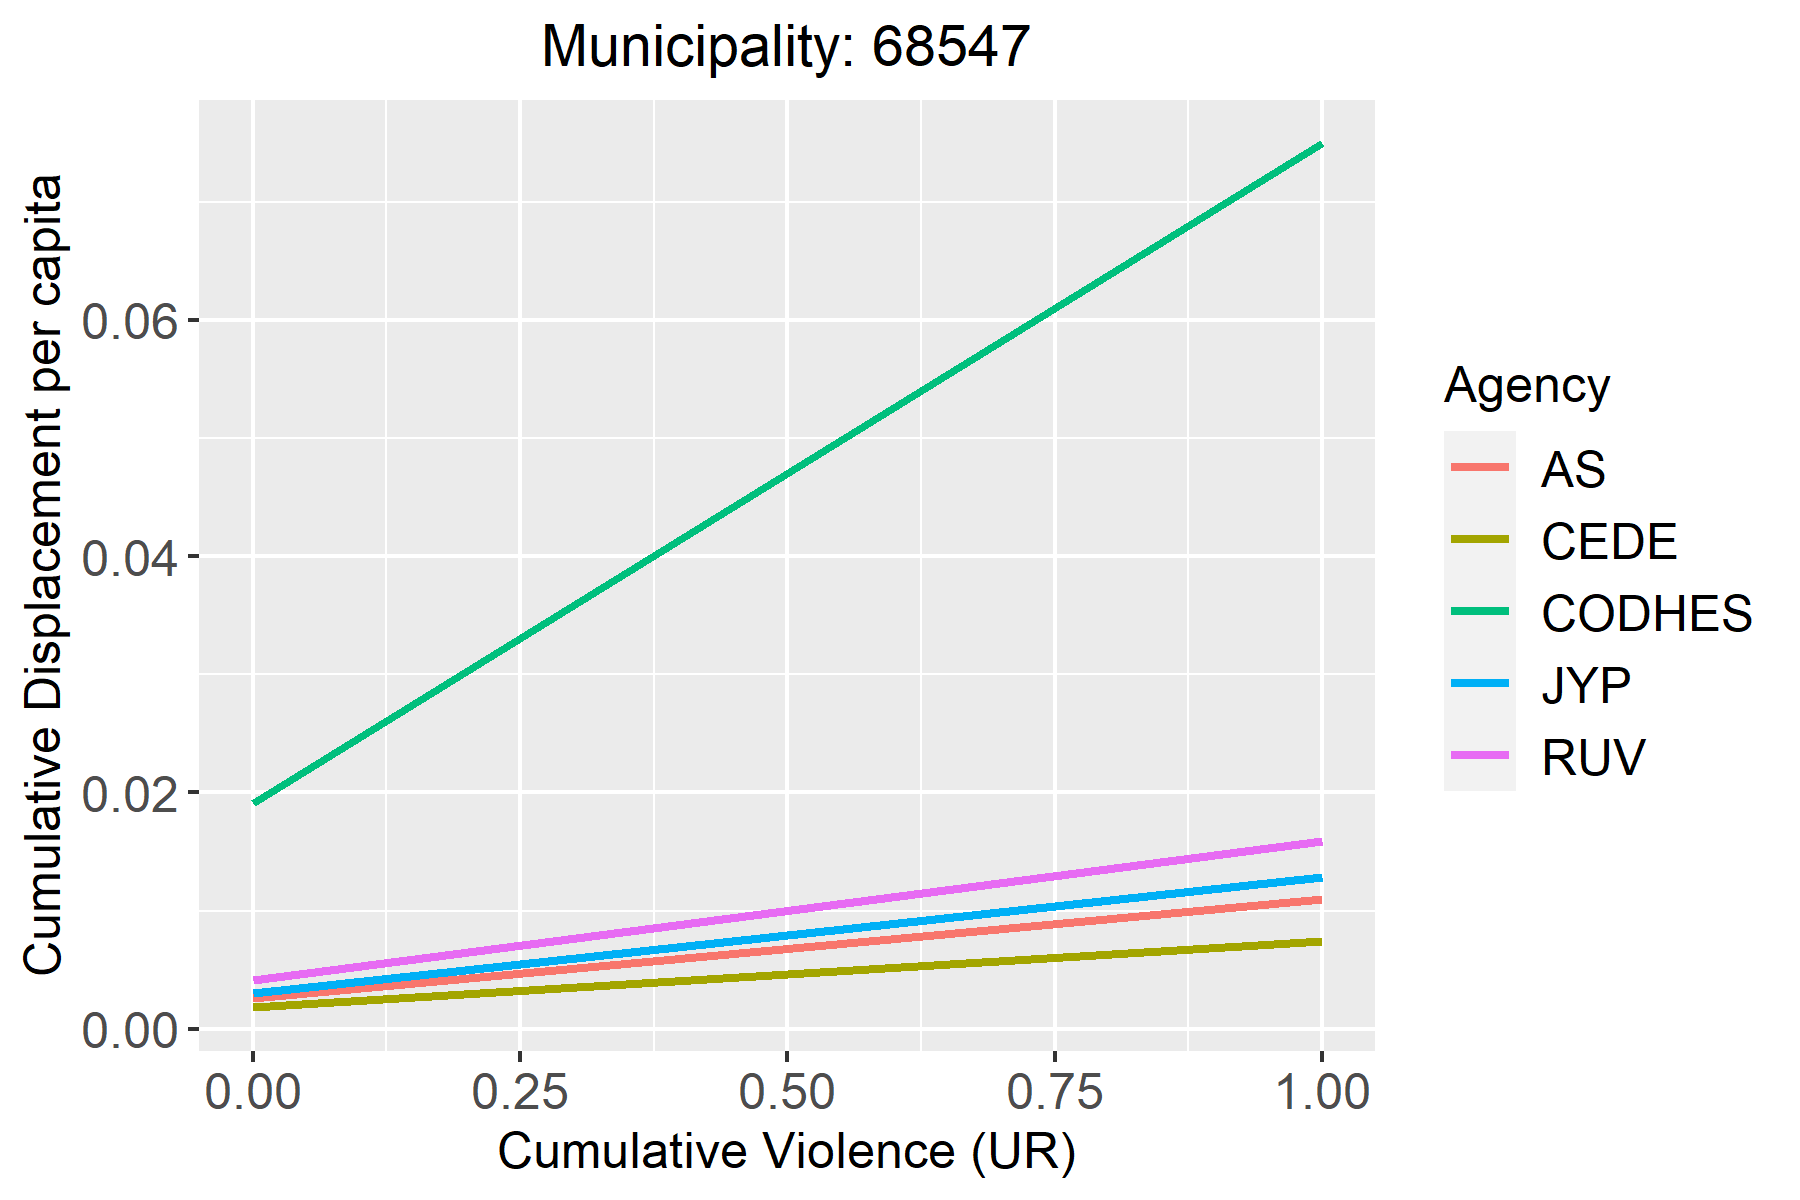 Municipality: 68547
Cumulative Displacement per capita
0.06
0.04
0.02
0.00
0.00 0.25 0.50 0.75 1.00
Cumulative Violence (UR)
Agency
AS
CEDE
CODHES
JYP
RUV